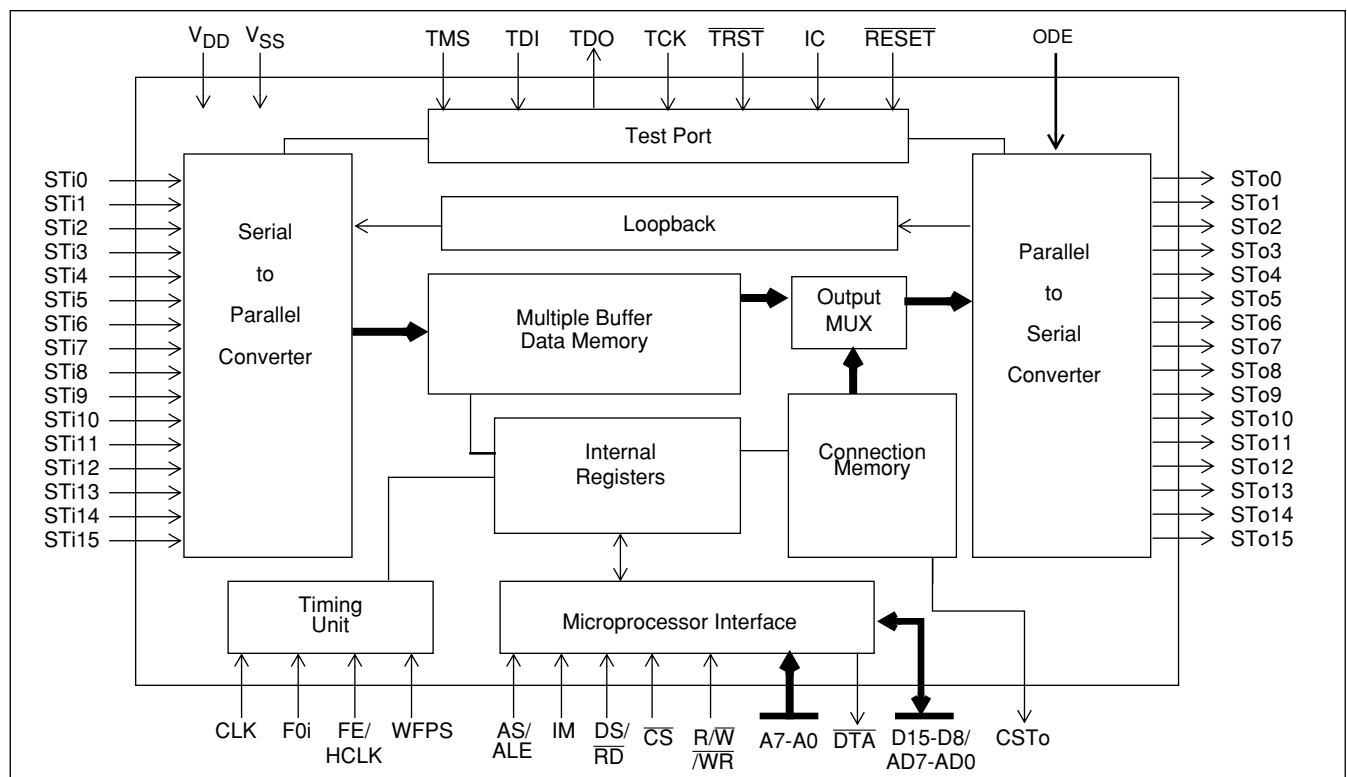 VDD VSS TMS TDI TDO TCK TRST IC RESET ODE
Test Port
STi0
STi1
STi2
STi3
STi4
STi5
STi6
STi7
STi8
STi9
STi10
STi11
STi12
STi13
STi14
STi15
Serial
to
Parallel
Converter
Loopback
Multiple Buffer
Data Memory
Output
MUX
Internal
Registers
Connection
Memory
Parallel
to
Serial
Converter
STo0
STo1
STo2
STo3
STo4
STo5
STo6
STo7
STo8
STo9
STo10
STo11
STo12
STo13
STo14
STo15
Timing
Unit
Microprocessor Interface
CLK
F0i
FE/
HCLK
WFPS
AS/
ALE
IM
DS/
RD
CS
R/W
/WR
A7-A0
DTA
D15-D8/
AD7-AD0
CSTo